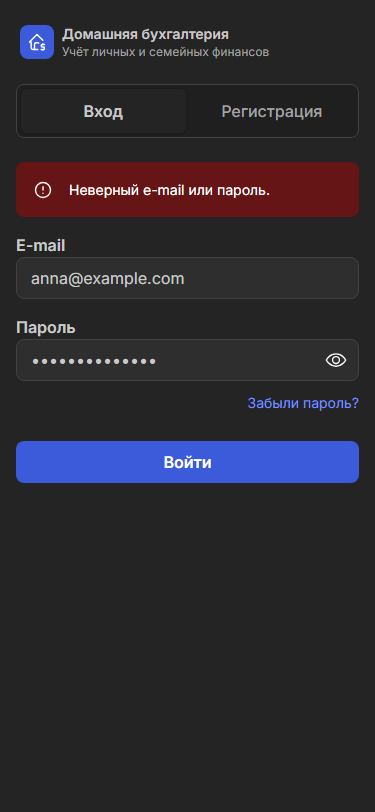 Домашняя бухгалтерия
Учёт личных и семейных финансов
Вход
Регистрация
Неверный e-mail или пароль.
E-mail
anna@example.com
Пароль
••••••••••••••
Забыли пароль?
Войти